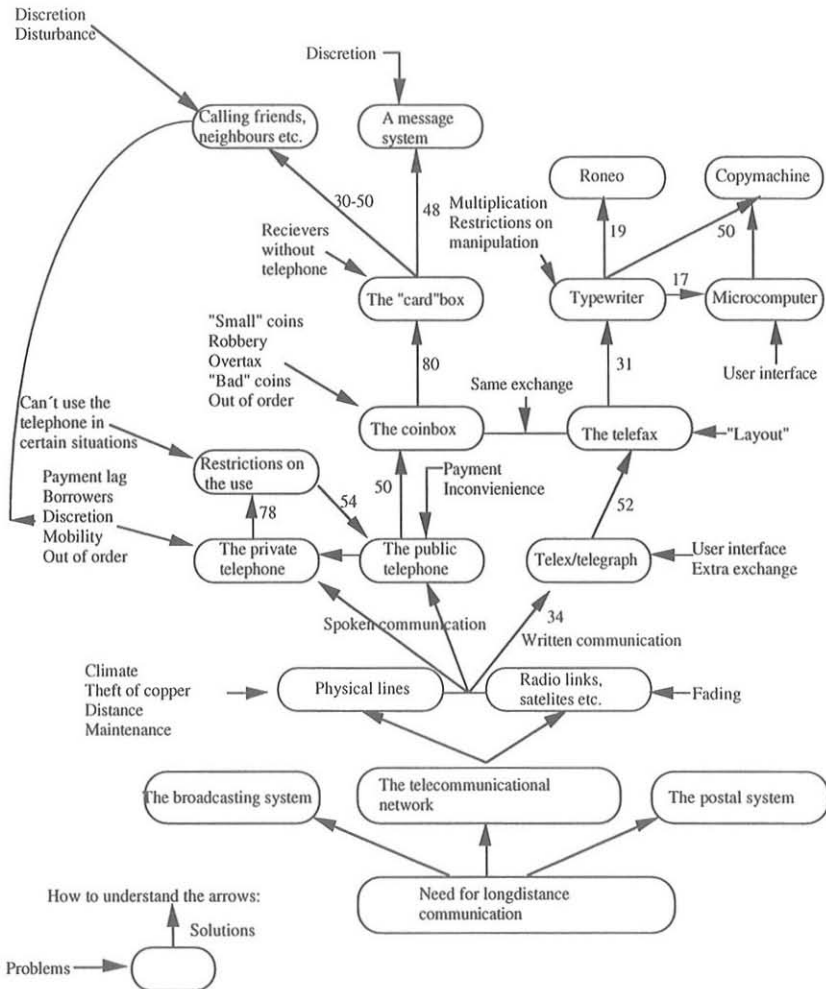 Discretion
Disturbance
Discretion
Calling friends,
neighbours etc.
A message
system
Roneo
Copymachine
30-50
48
Multiplication
Restrictions on
manipulation
19
50
Recievers
without
telephone
The "card"box
Typewriter
17
Microcomputer
"Small" coins
Robbery
Overtax
"Bad" coins
Out of order
80
31
User interface
Same exchange
Can´t use the
telephone in
certain situations
The coinbox
The telefax
"Layout"
Restrictions on
the use
Payment lag
Borrowers
Discretion
Mobility
Out of order
78
54
50
Payment
Inconvienience
52
The private
telephone
The public
telephone
Telex/telegraph
User interface
Extra exchange
Spoken communication
34
Written communication
Climate
Theft of copper
Distance
Maintenance
Physical lines
Radio links,
satelites etc.
Fading
The broadcasting system
The telecommunicational
network
The postal system
Need for longdistance
communication
How to understand the arrows:
Solutions
Problems